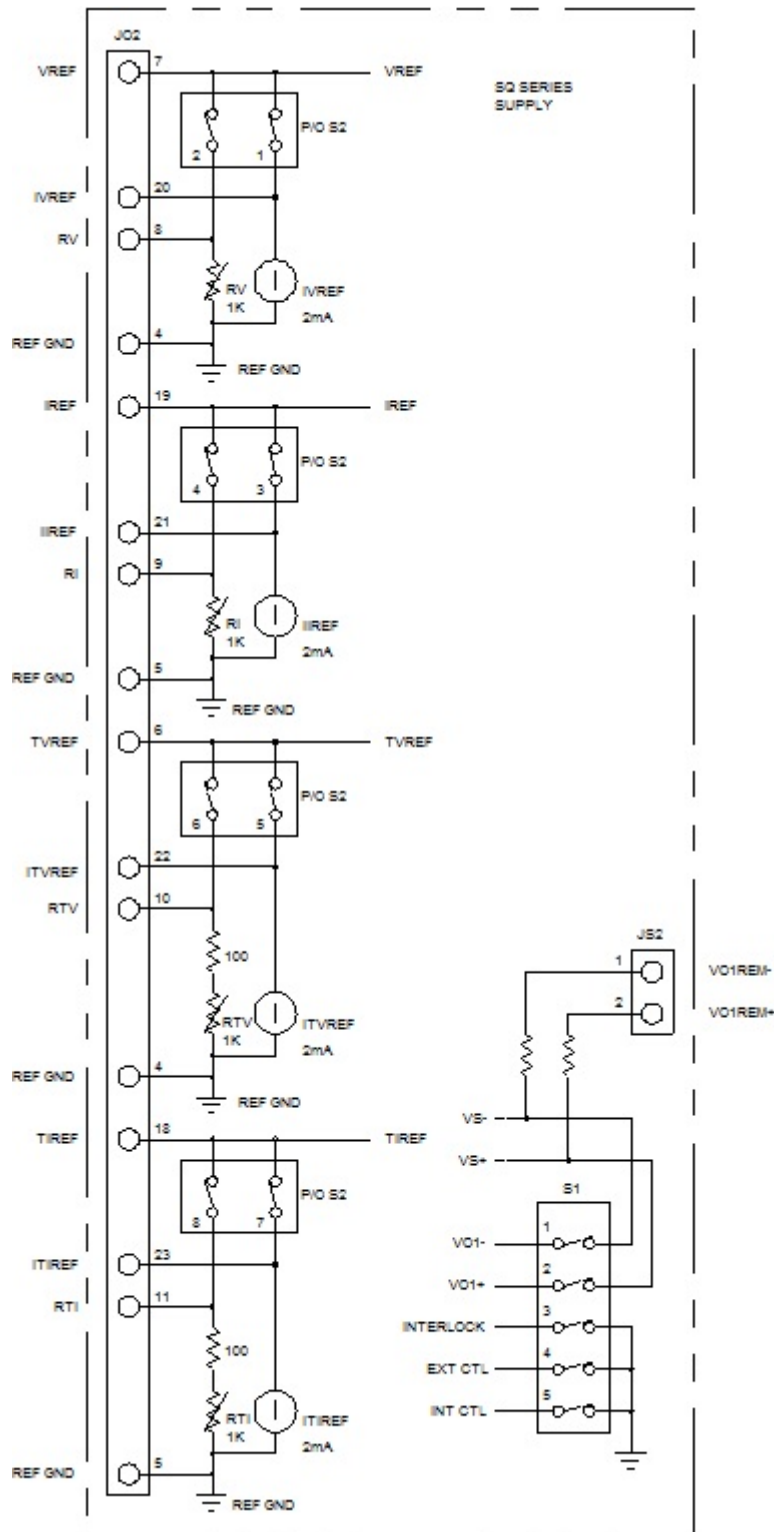 JO2
VREF
7
VREF
SQ SERIES
SUPPLY
P/O S2
2
1
IVREF
20
RV
8
RV
1K
IVREF
2mA
REF GND
4
REF GND
IREF
19
IREF
P/O S2
4
3
IIREF
21
RI
9
RI
1K
IIREF
2mA
REF GND
5
REF GND
TVREF
6
TVREF
P/O S2
6
5
ITVREF
22
RTV
10
100
RTV
1K
ITVREF
2mA
REF GND
4
REF GND
JS2
1
VO1REM-
2
VO1REM+
TIREF
18
TIREF
VS-
VS+
P/O S2
8
7
S1
ITIREF
23
RTI
11
VO1-
1
VO1+
2
INTERLOCK
3
EXT CTL
4
INT CTL
5
100
RTI
1K
ITIREF
2mA
REF GND
5
REF GND